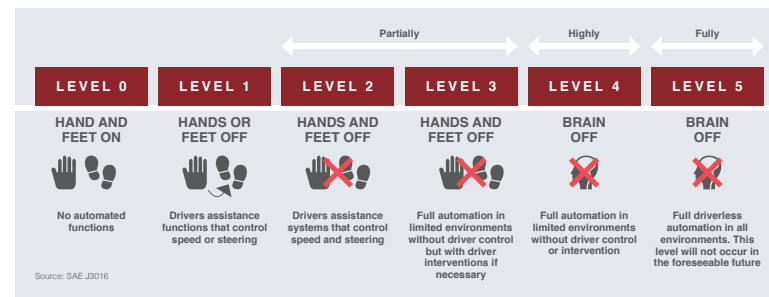 Partially
Highly
Fully
LEVEL 0
LEVEL 1
LEVEL 2
LEVEL 3
LEVEL 4
LEVEL 5
HAND AND
FEET ON
HANDS OR
FEET OFF
HANDS AND
FEET OFF
HANDS AND
FEET OFF
BRAIN
OFF
BRAIN
OFF
No automated
functions
Drivers assistance
functions that control
speed or steering
Drivers assistance
systems that control
speed and steering
Full automation in
limited environments
without driver control
but with driver
interventions if
necessary
Full automation in
limited environments
without driver control
or intervention
Full driverless
automation in all
environments. This
level will not occur in
the foreseeable future
Source: SAE J3016